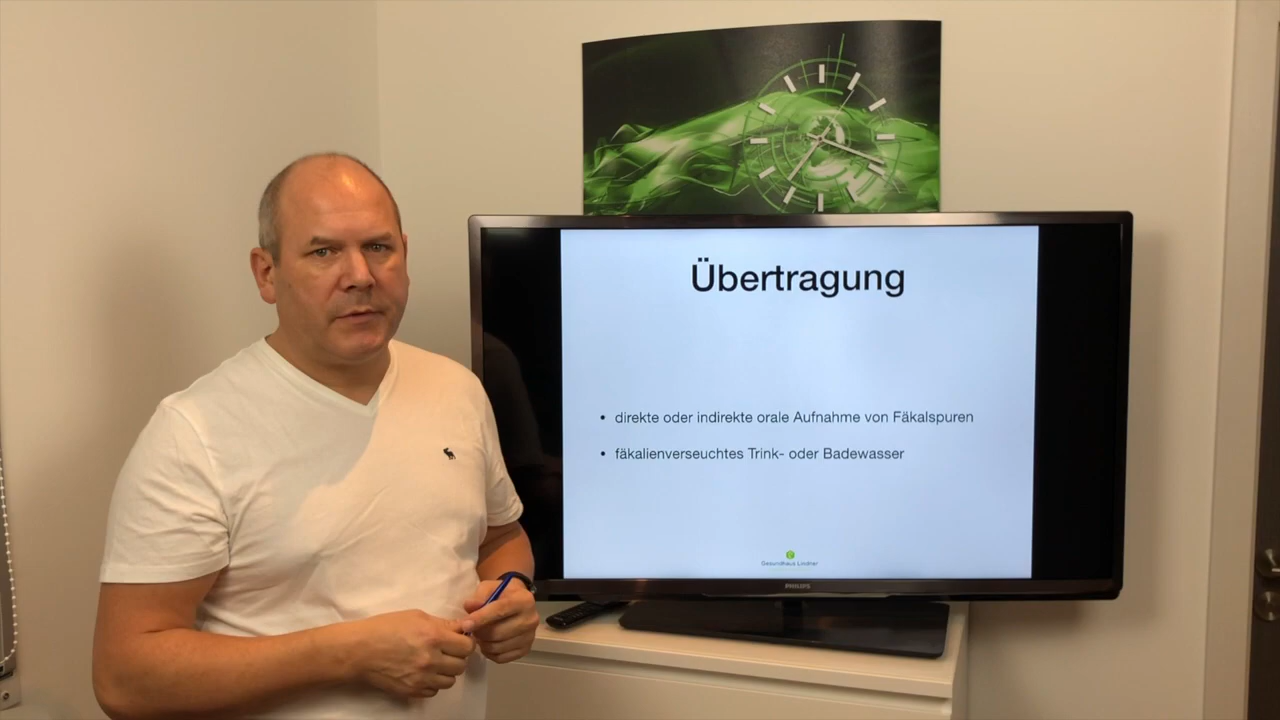 Übertragung
• direkte oder indirekte orale Aufnahme von Fäkalspuren
• fäkalienverseuchtes Trink- oder Badewasser
Gesundhaus Lindner
PHILIPS